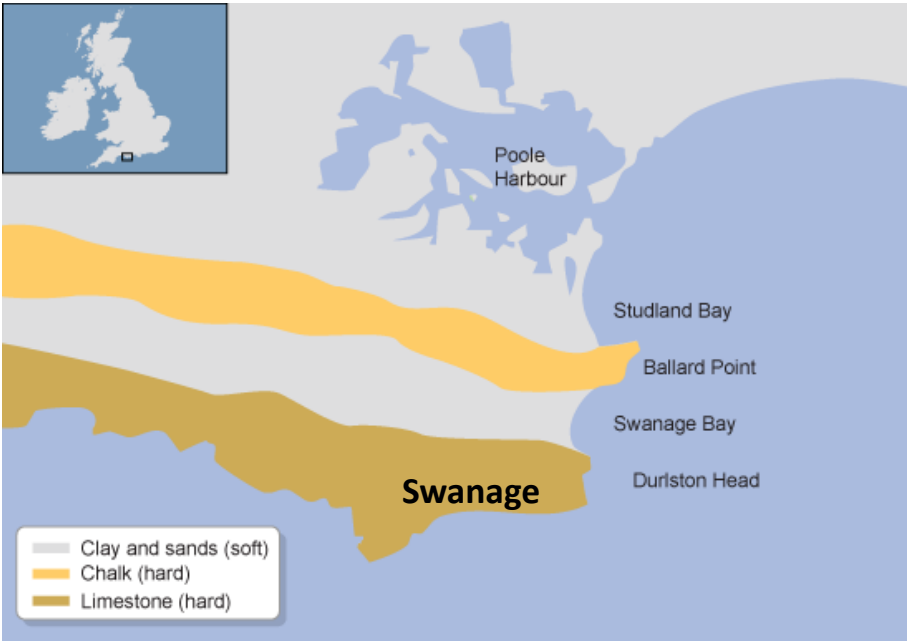 Poole
Harbour
Studland Bay
Ballard Point
Swanage Bay
Swanage
Durlston Head
Clay and sands (soft)
Chalk (hard)
Limestone (hard)